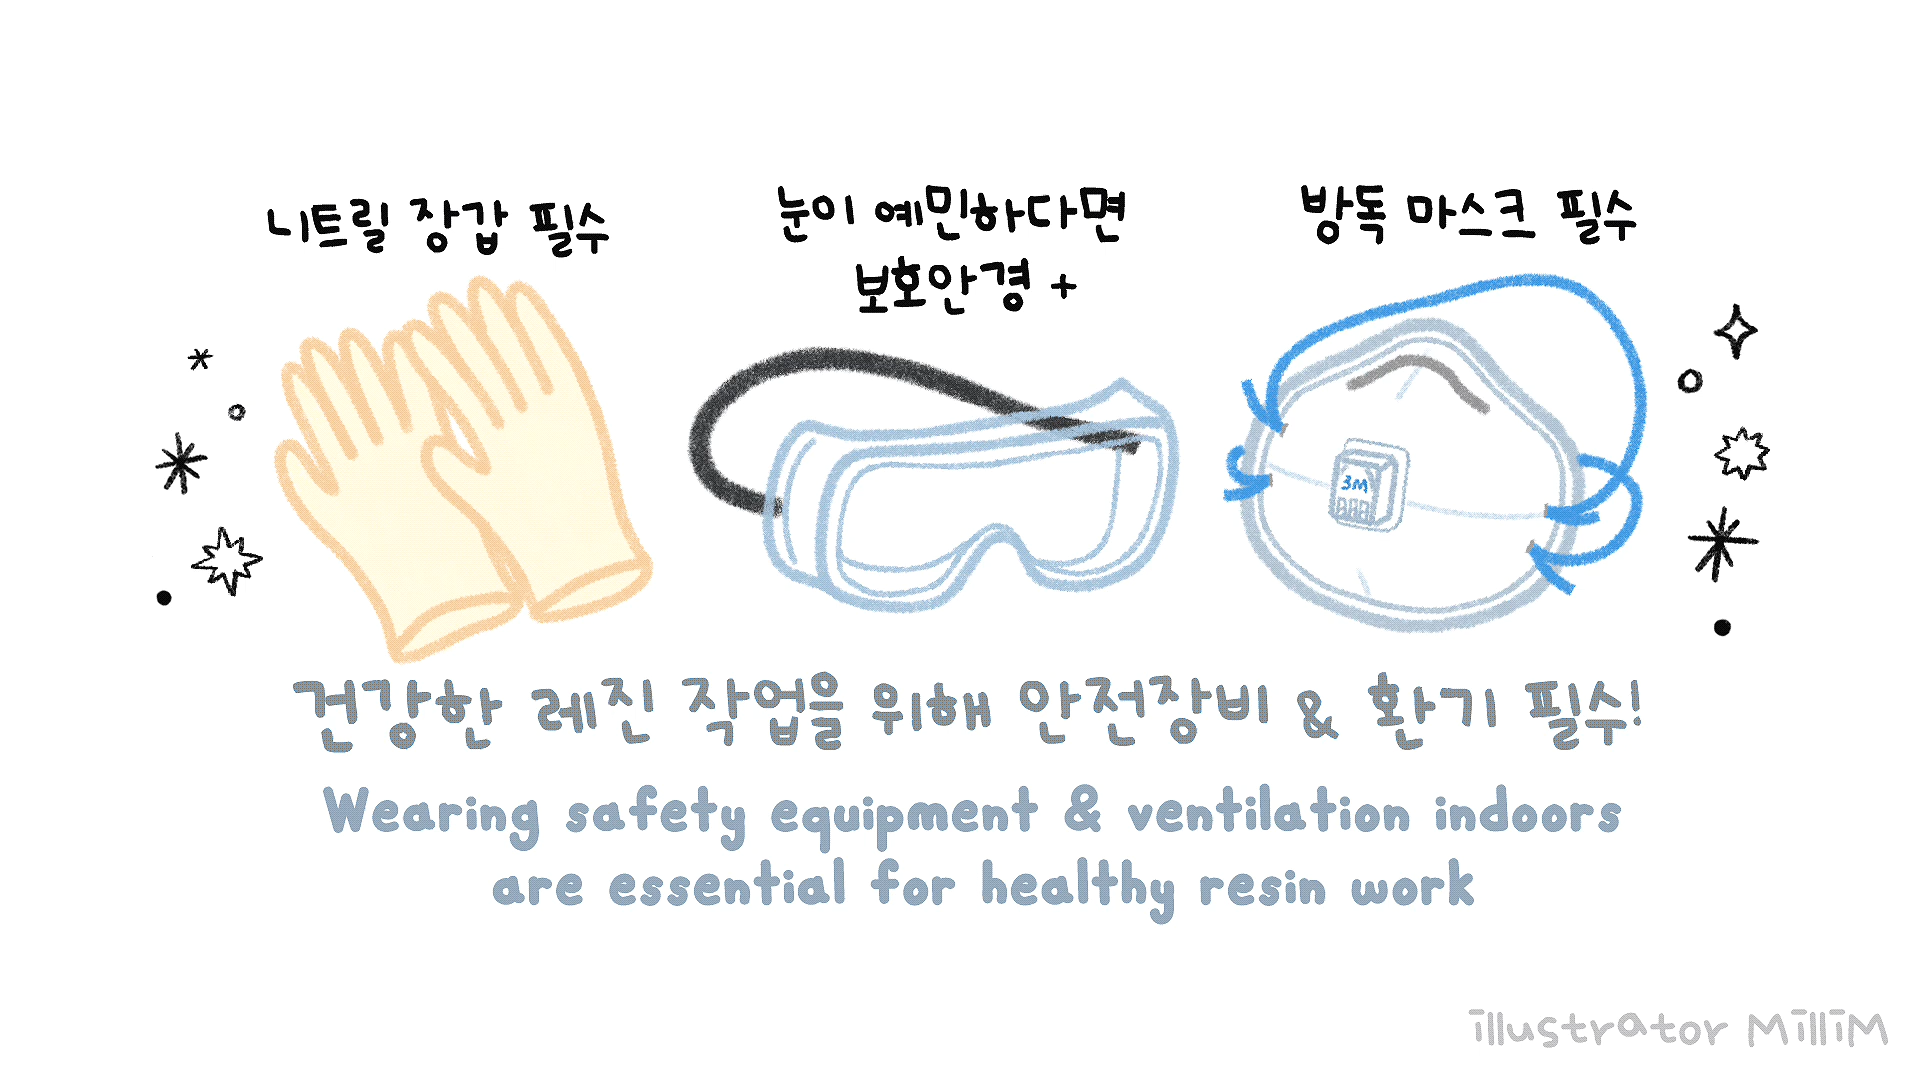 니트릴 장갑 필수
눈이 예민하다면
보호안경 +
방독 마스크 필수
3M
건강한 레진 작업을 위해 안전장비 & 환기 필수!
Wearing safety equipment & ventilation indoors
are essential for healthy resin work
illustrator MilliM